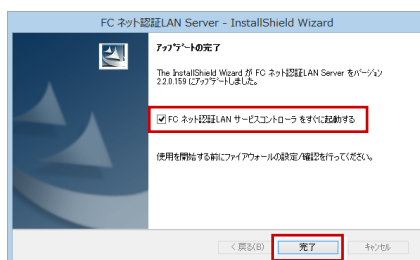 FC ネット認証LAN Server - InstallShield Wizard
ｱｯﾌﾟﾃﾞｰﾄの完了
The InstallShield Wizard が FC ネット認証LAN Server をバージョン
2.2.0.159 にアップデートしました。
FC ネット認証LAN サービスコントローラ をすぐに起動する
使用を開始する前にファイアウォールの設定/確認を行ってください。
< 戻る(B)
完了
キャンセル